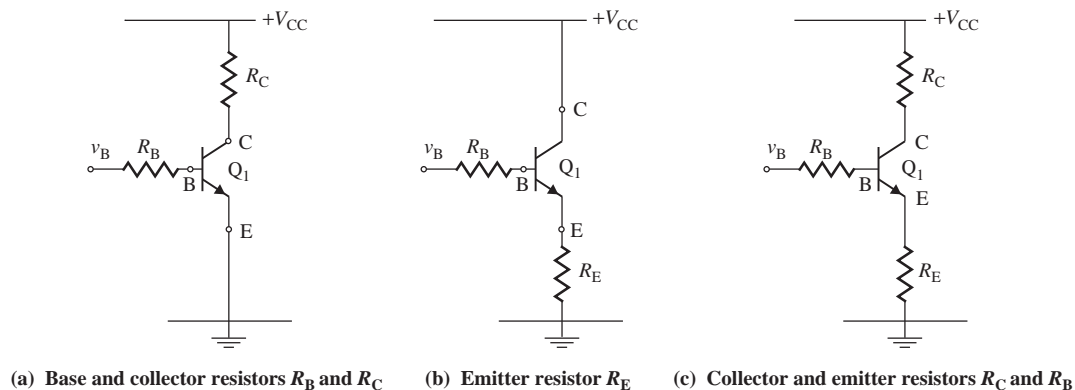 +V_CC
R_C
C
v_B
R_B
B
Q_1
E
(a) Base and collector resistors R_B and R_C
+V_CC
C
v_B
R_B
B
Q_1
E
R_E
(b) Emitter resistor R_E
+V_CC
R_C
C
v_B
R_B
B
Q_1
E
R_E
(c) Collector and emitter resistors R_C and R_B